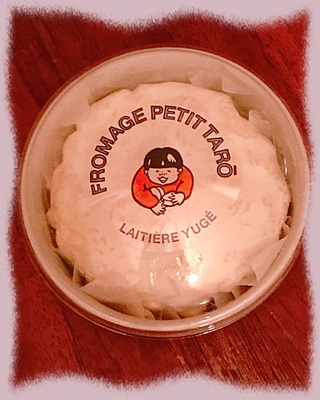 FROMAGE PETIT TARŌ
LAITIÈRE YUGÉ